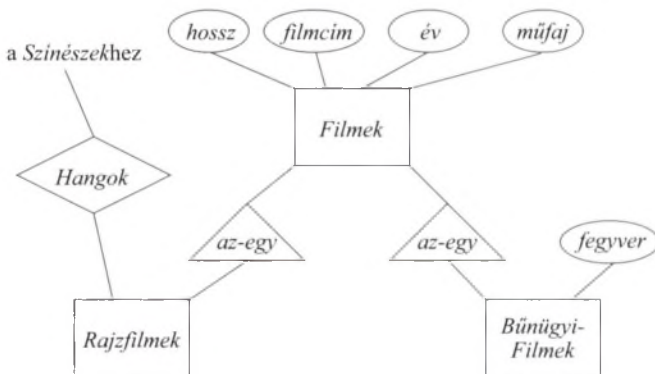 hossz filmcím év műfaj
a Színészekhez
Filmek
Hangok
az-egy az-egy
fegyver
Rajzfilmek
Bűnügyi-
Filmek